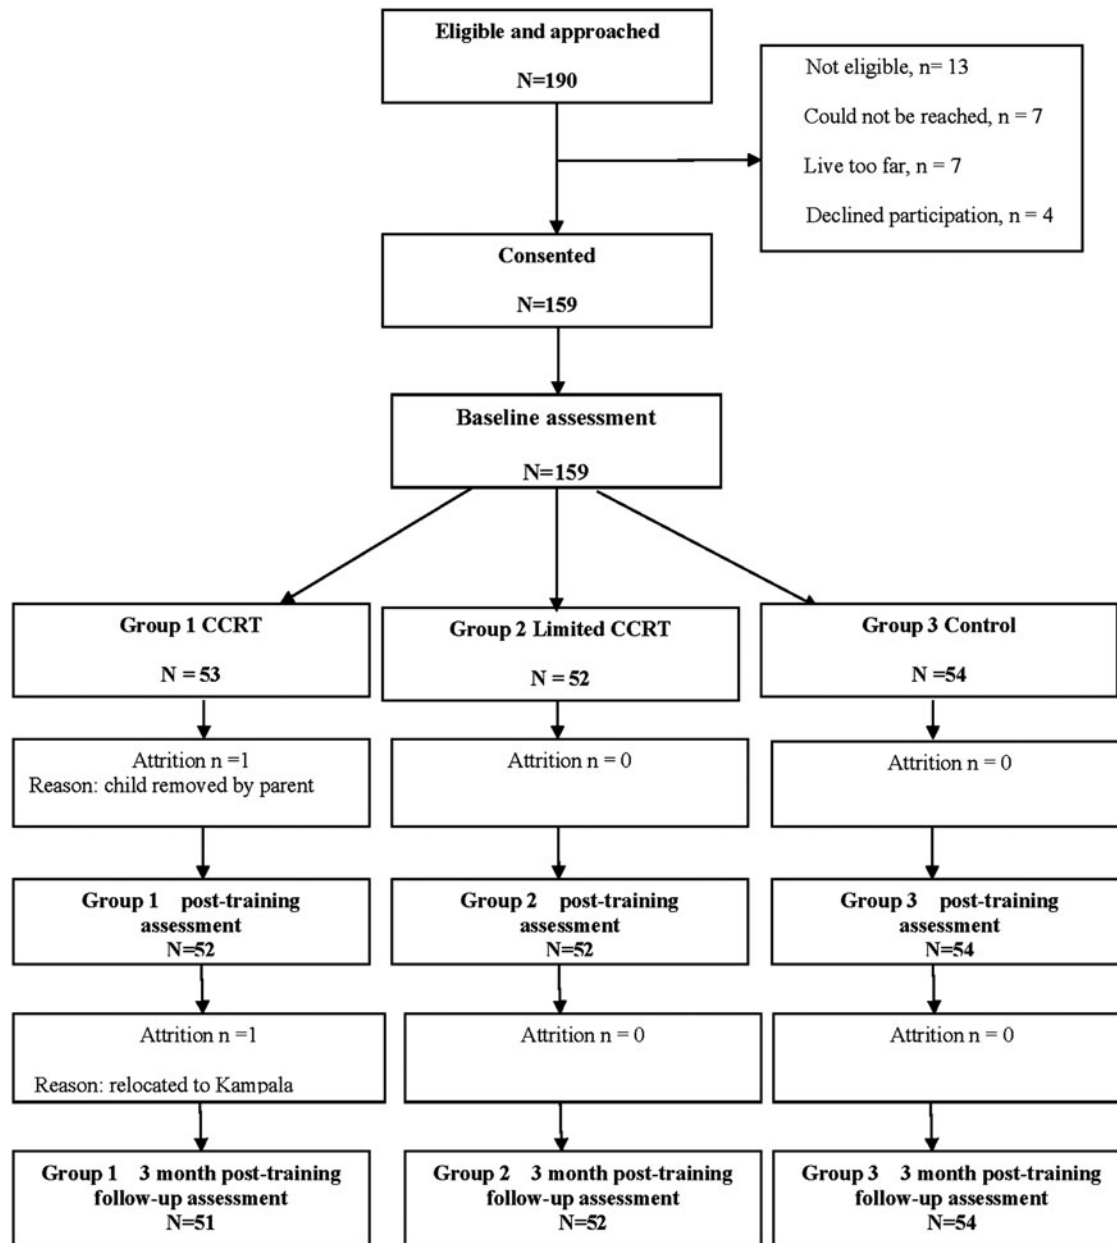 Eligible and approached
N=190
Not eligible, n= 13
Could not be reached, n = 7
Live too far, n = 7
Declined participation, n = 4
Consented
N=159
Baseline assessment
N=159
Group 1 CCRT
N = 53
Group 2 Limited CCRT
N = 52
Group 3 Control
N =54
Attrition n =1
Reason: child removed by parent
Attrition n = 0
Attrition n = 0
Group 1 post-training
assessment
N=52
Group 2 post-training
assessment
N=52
Group 3 post-training
assessment
N=54
Attrition n =1
Reason: relocated to Kampala
Attrition n = 0
Attrition n = 0
Group 1 3 month post-training
follow-up assessment
N=51
Group 2 3 month post-training
follow-up assessment
N=52
Group 3 3 month post-training
follow-up assessment
N=54